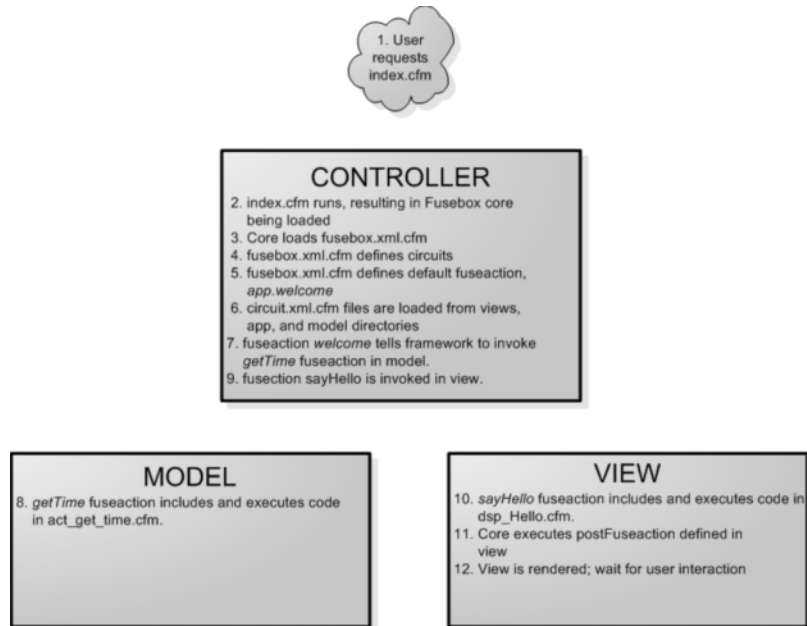 1. User
requests
index.cfm
CONTROLLER
2. index.cfm runs, resulting in Fusebox core
being loaded
3. Core loads fusebox.xml.cfm
4. fusebox.xml.cfm defines circuits
5. fusebox.xml.cfm defines default fuseaction,
app.welcome
6. circuit.xml.cfm files are loaded from views,
app, and model directories
7. fuseaction welcome tells framework to invoke
getTime fuseaction in model.
9. fusection sayHello is invoked in view.
MODEL
8. getTime fuseaction includes and executes code
in act_get_time.cfm.
VIEW
10. sayHello fuseaction includes and executes code in
dsp_Hello.cfm.
11. Core executes postFuseaction defined in
view
12. View is rendered; wait for user interaction